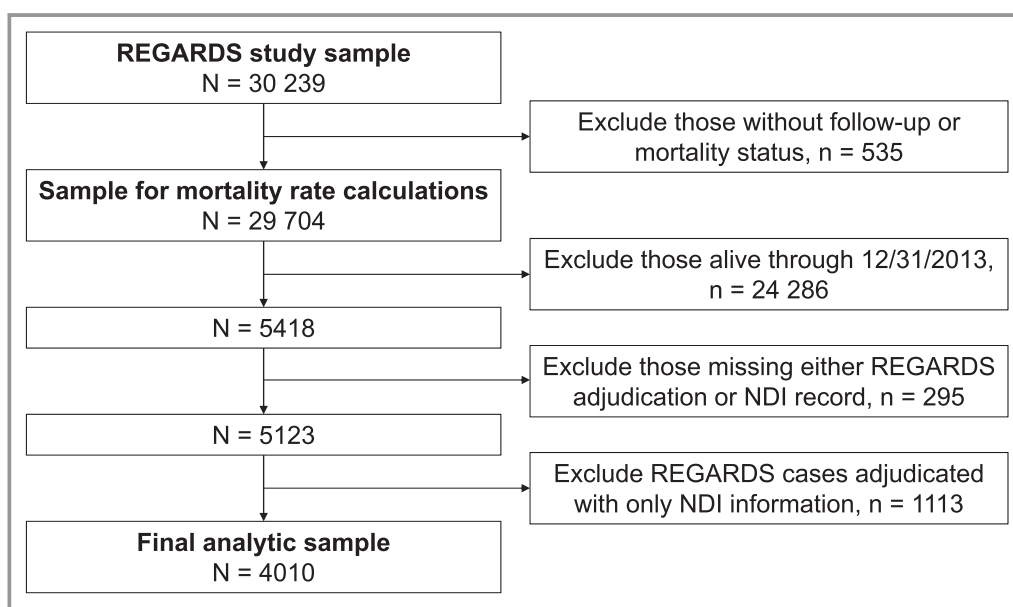 REGARDS study sample
N = 30 239
Exclude those without follow-up or
mortality status, n = 535
Sample for mortality rate calculations
N = 29 704
Exclude those alive through 12/31/2013,
n = 24 286
N = 5418
Exclude those missing either REGARDS
adjudication or NDI record, n = 295
N = 5123
Exclude REGARDS cases adjudicated
with only NDI information, n = 1113
Final analytic sample
N = 4010